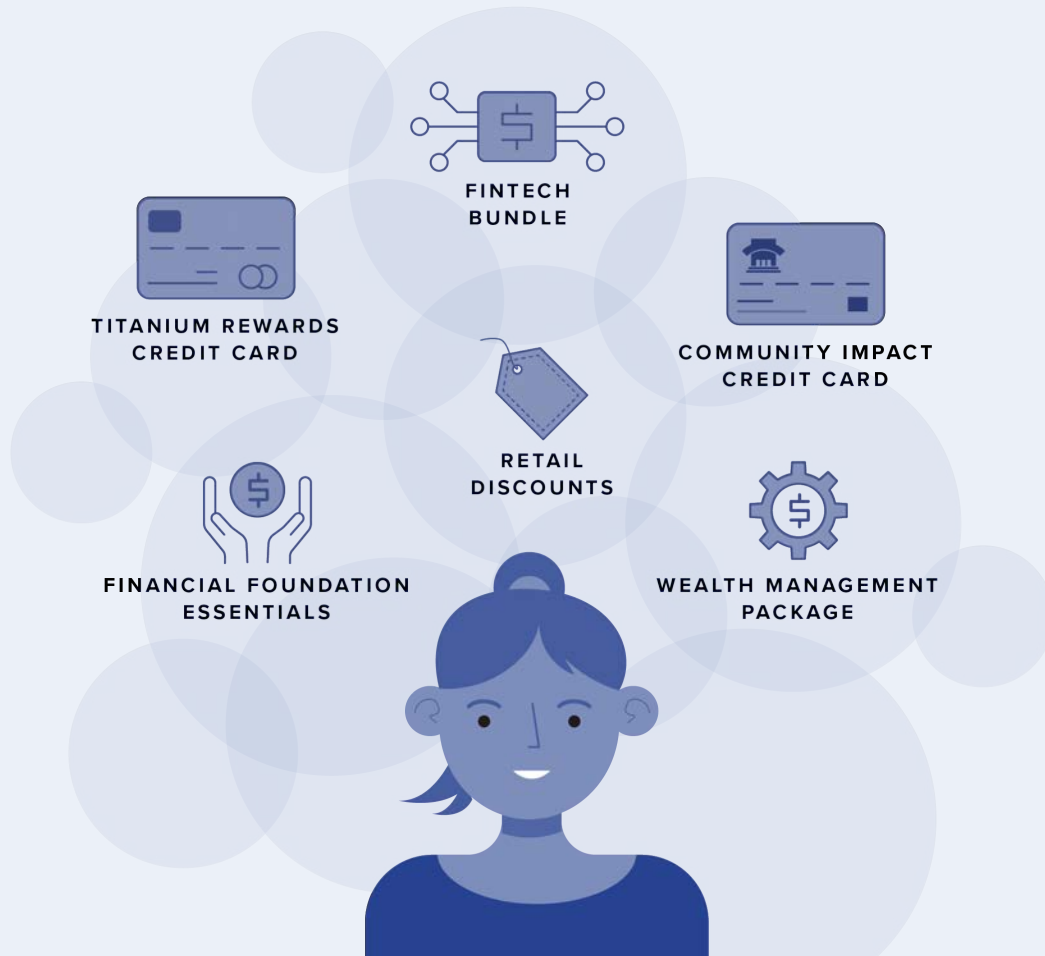 FINTECH
BUNDLE
TITANIUM REWARDS
CREDIT CARD
COMMUNITY IMPACT
CREDIT CARD
RETAIL
DISCOUNTS
FINANCIAL FOUNDATION
ESSENTIALS
WEALTH MANAGEMENT
PACKAGE